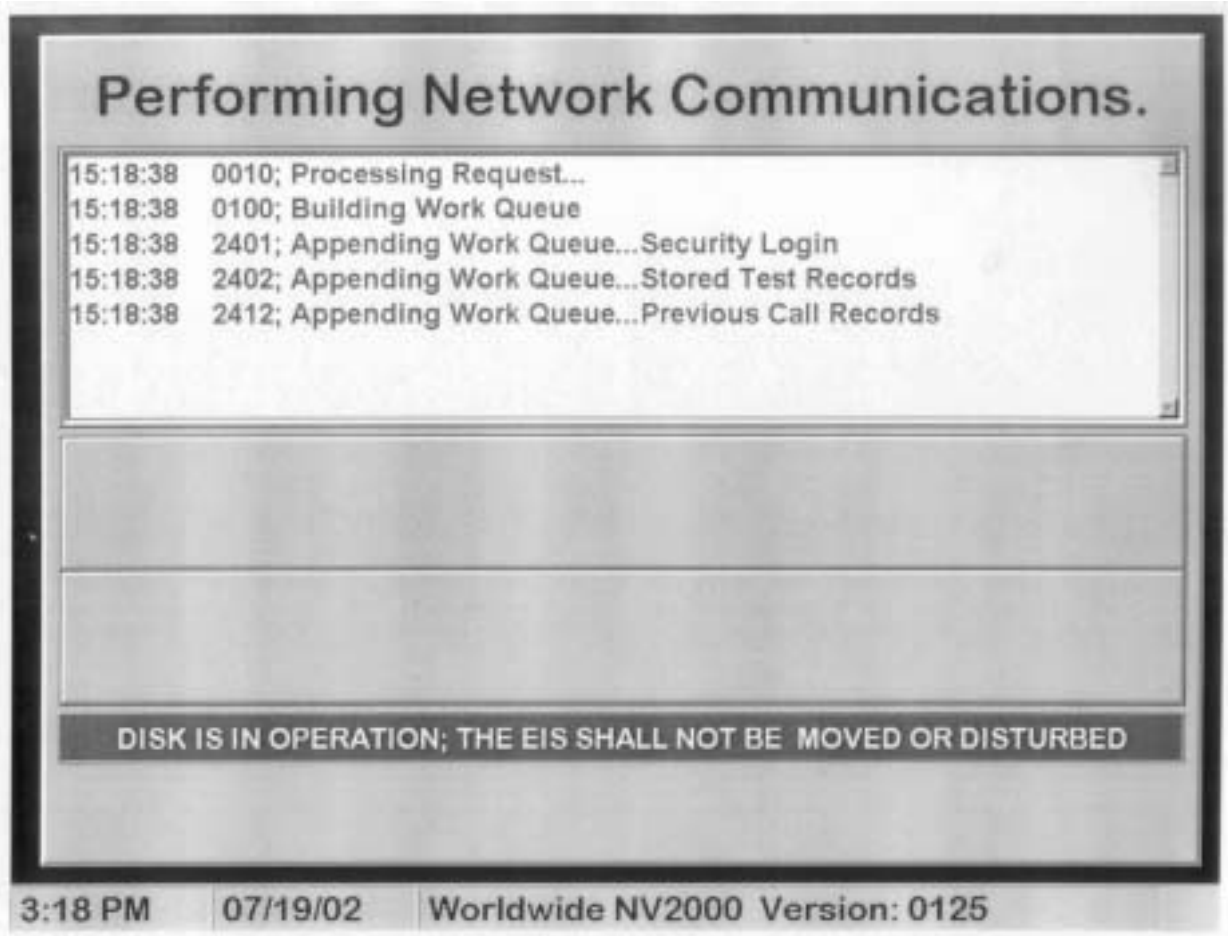 Performing Network Communications.
15:18:38 0010; Processing Request...
15:18:38 0100; Building Work Queue
15:18:38 2401; Appending Work Queue...Security Login
15:18:38 2402; Appending Work Queue...Stored Test Records
15:18:38 2412; Appending Work Queue...Previous Call Records
DISK IS IN OPERATION; THE EIS SHALL NOT BE MOVED OR DISTURBED
3:18 PM 07/19/02 Worldwide NV2000 Version: 0125